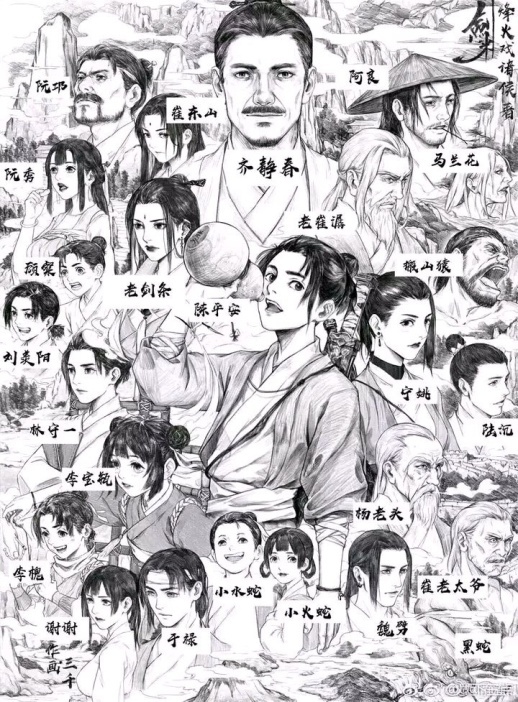 剑来
烽火戏诸侯著
阮邛
崔东山
齐静春
阿良
马兰花
阮秀
老崔瀺
搬山猿
顾粲
老剑条
陈平安
刘羡阳
宁姚
陆沉
林守一
李宝瓶
杨老头
李槐
小水蛇
小火蛇
魏檗
崔老太爷
谢谢
于禄
黑蛇
作画三千